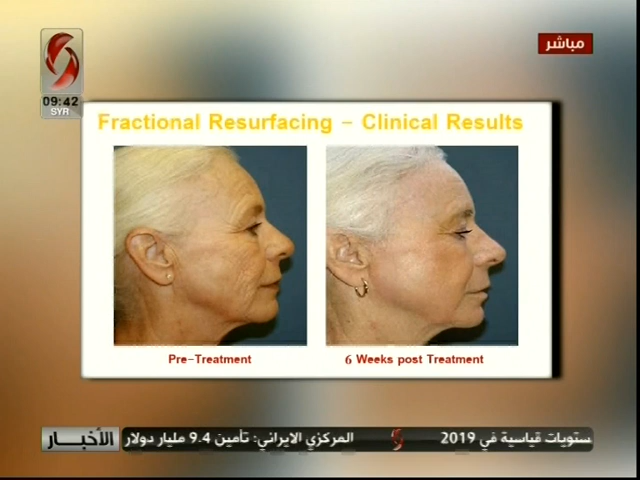 مباشر
09:42
SYR
Fractional Resurfacing - Clinical Results
Pre-Treatment
6 Weeks post Treatment
الأخبار
المركزي الايراني: تأمين 9.4 مليار دولار
ستويات قياسية في 2019